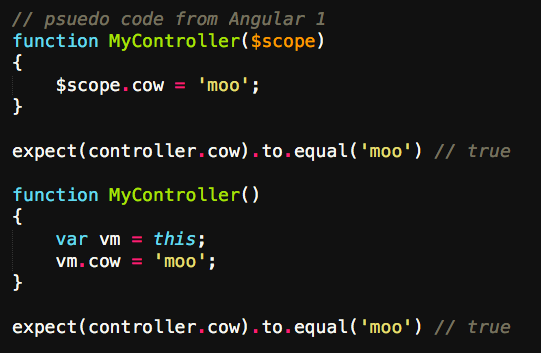 // psuedo code from Angular 1
function MyController($scope)
{
    $scope.cow = 'moo';
}

expect(controller.cow).to.equal('moo') // true

function MyController()
{
    var vm = this;
    vm.cow = 'moo';
}

expect(controller.cow).to.equal('moo') // true